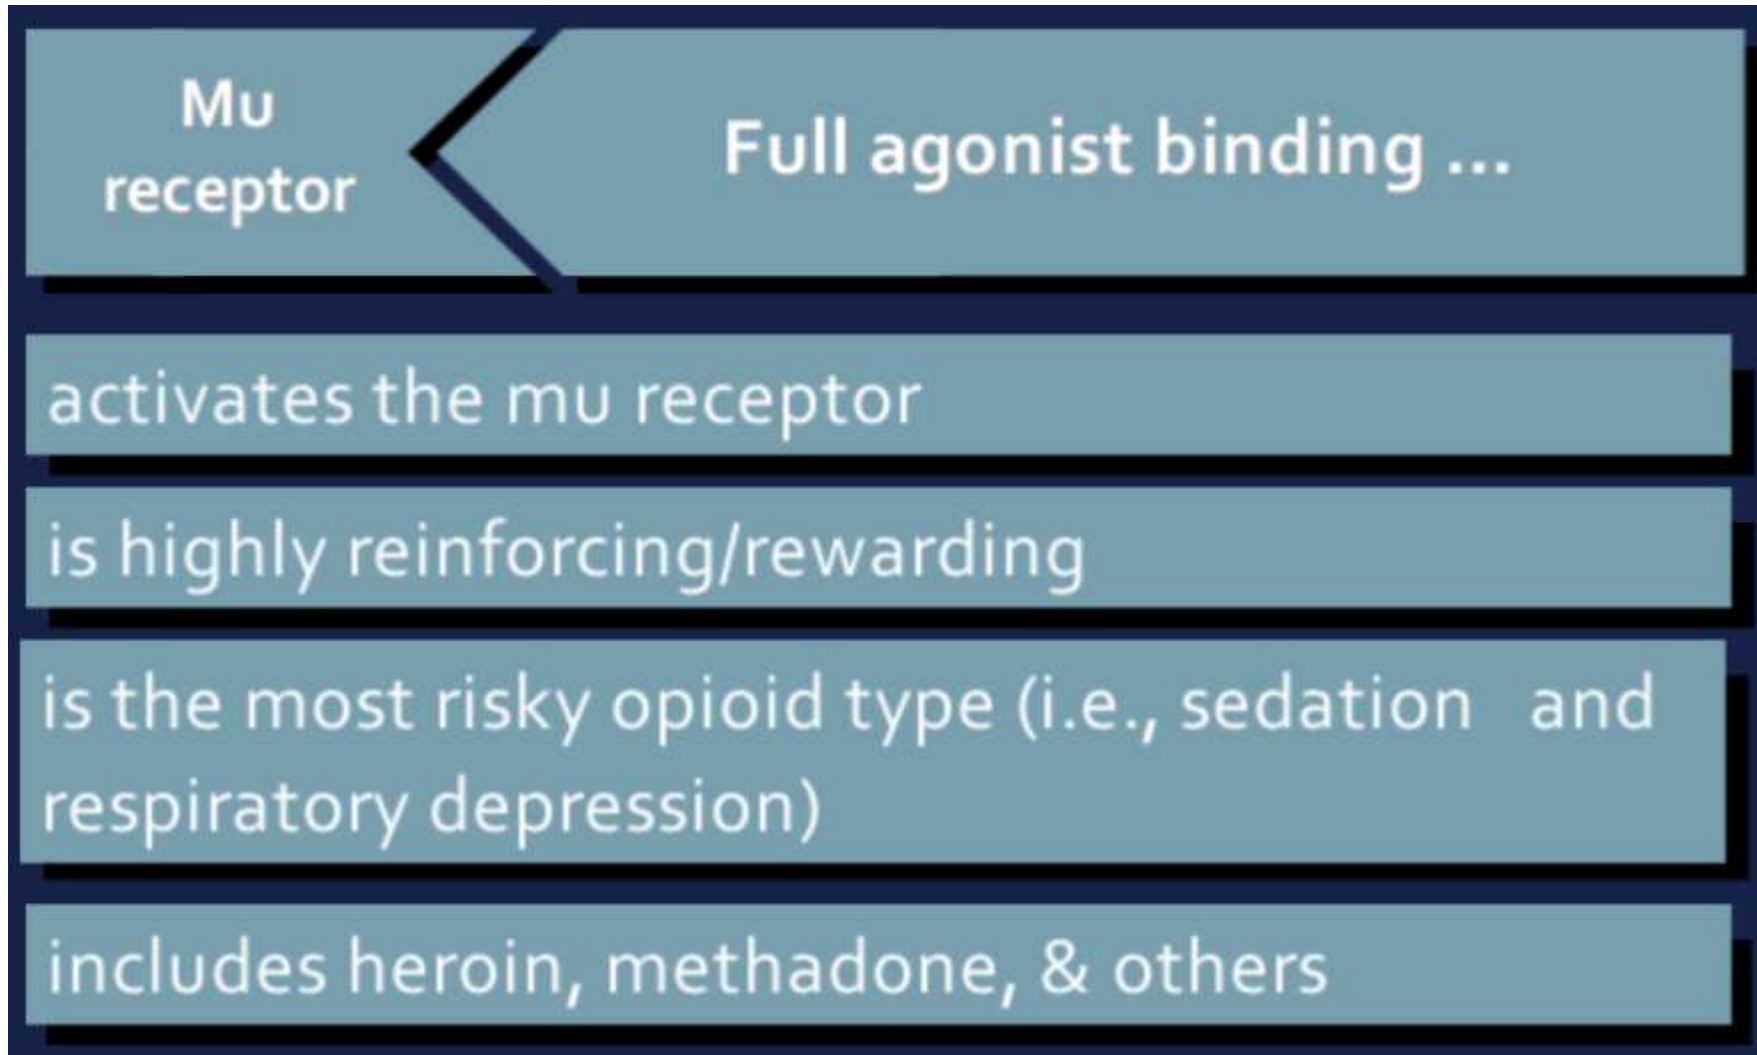 Mu
receptor
Full agonist binding ...
activates the mu receptor
is highly reinforcing/rewarding
is the most risky opioid type (i.e., sedation and
respiratory depression)
includes heroin, methadone, & others